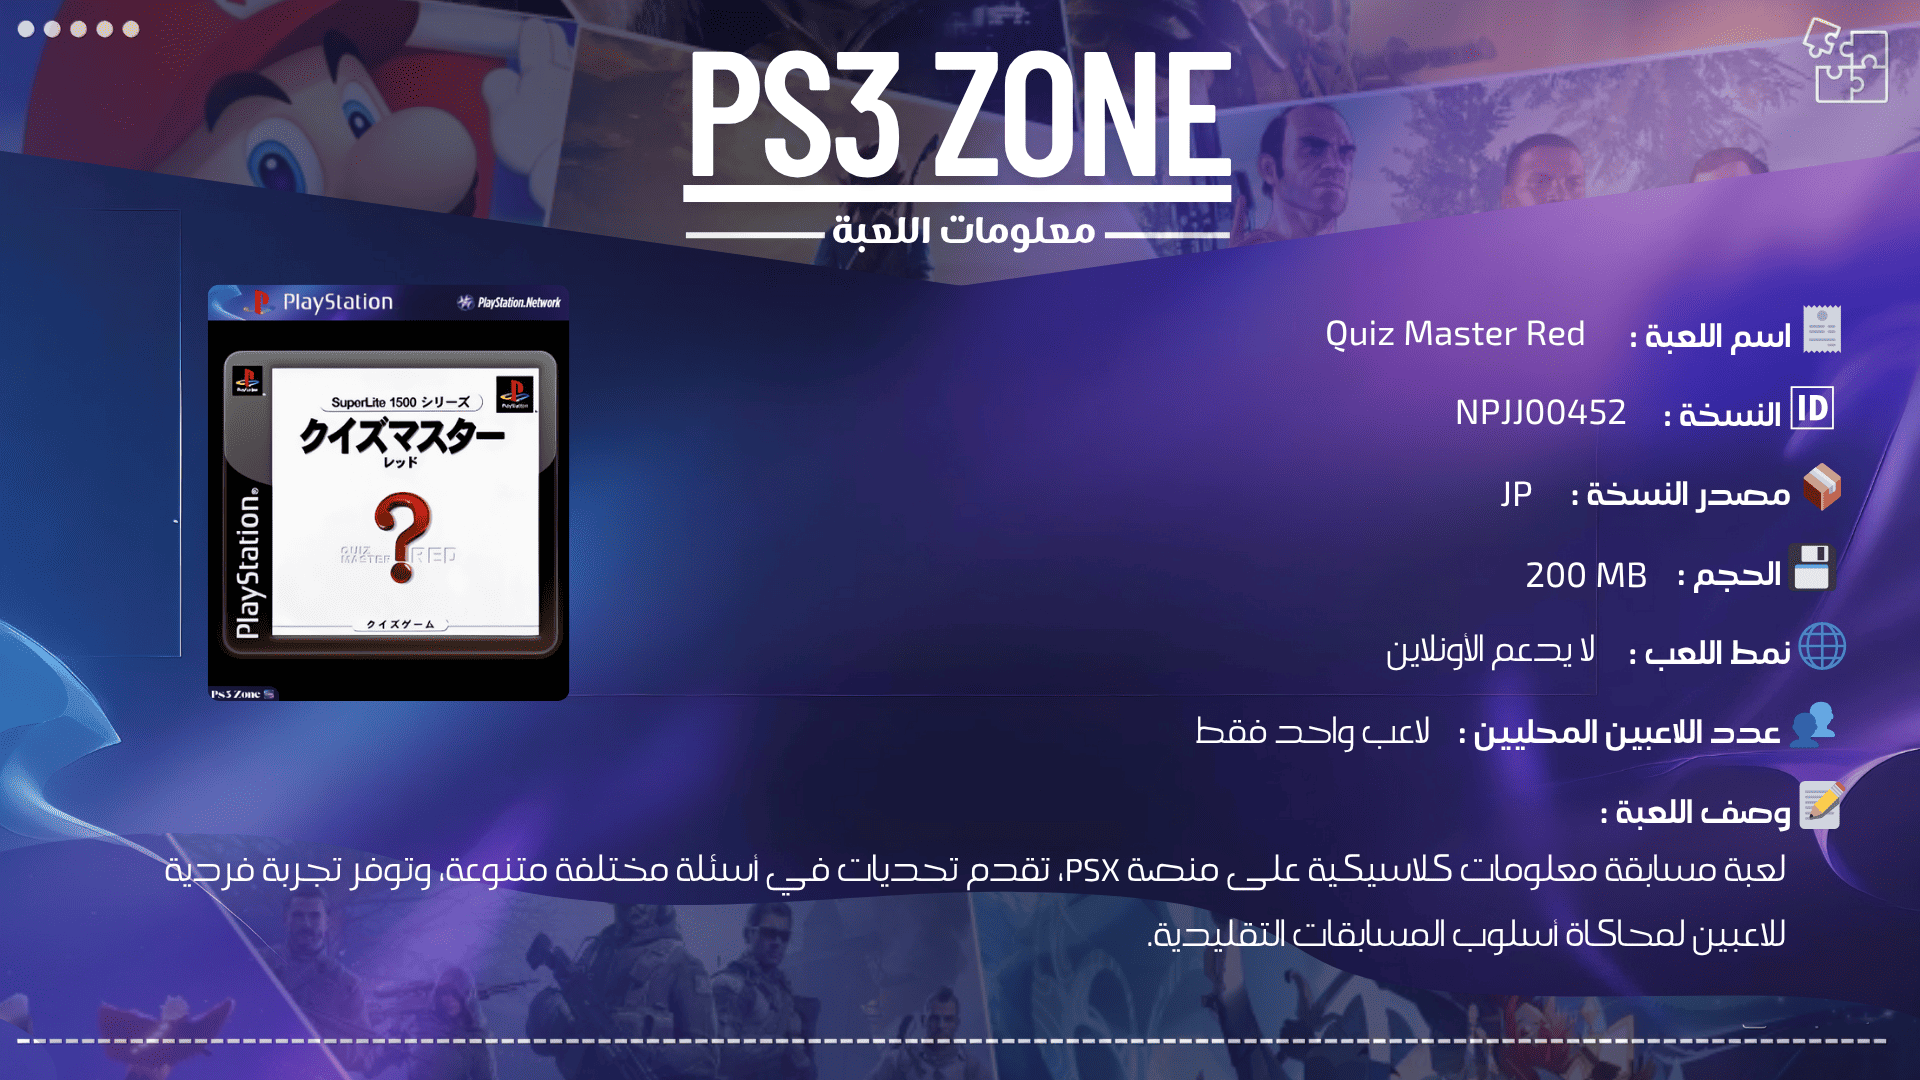 PS3 ZONE
معلومات اللعبة
PlayStation
PlayStation.Network
PlayStation
PlayStation
SuperLite 1500 シリーズ
クイズマスター
レッド
QUIZ MASTER RED
クイズゲーム
PlayStation®
Ps3 Zone
اسم اللعبة : Quiz Master Red
ID النسخة : NPJJ00452
مصدر النسخة : JP
الحجم : 200 MB
نمط اللعب : لا يدعم الأونلاين
عدد اللاعبين المحليين : لاعب واحد فقط
وصف اللعبة :
لعبة مسابقة معلومات كلاسيكية على منصة PSX، تقدم تحديات في أسئلة مختلفة متنوعة، وتوفر تجربة فردية
للاعبين لمحاكاة أسلوب المسابقات التقليدية.